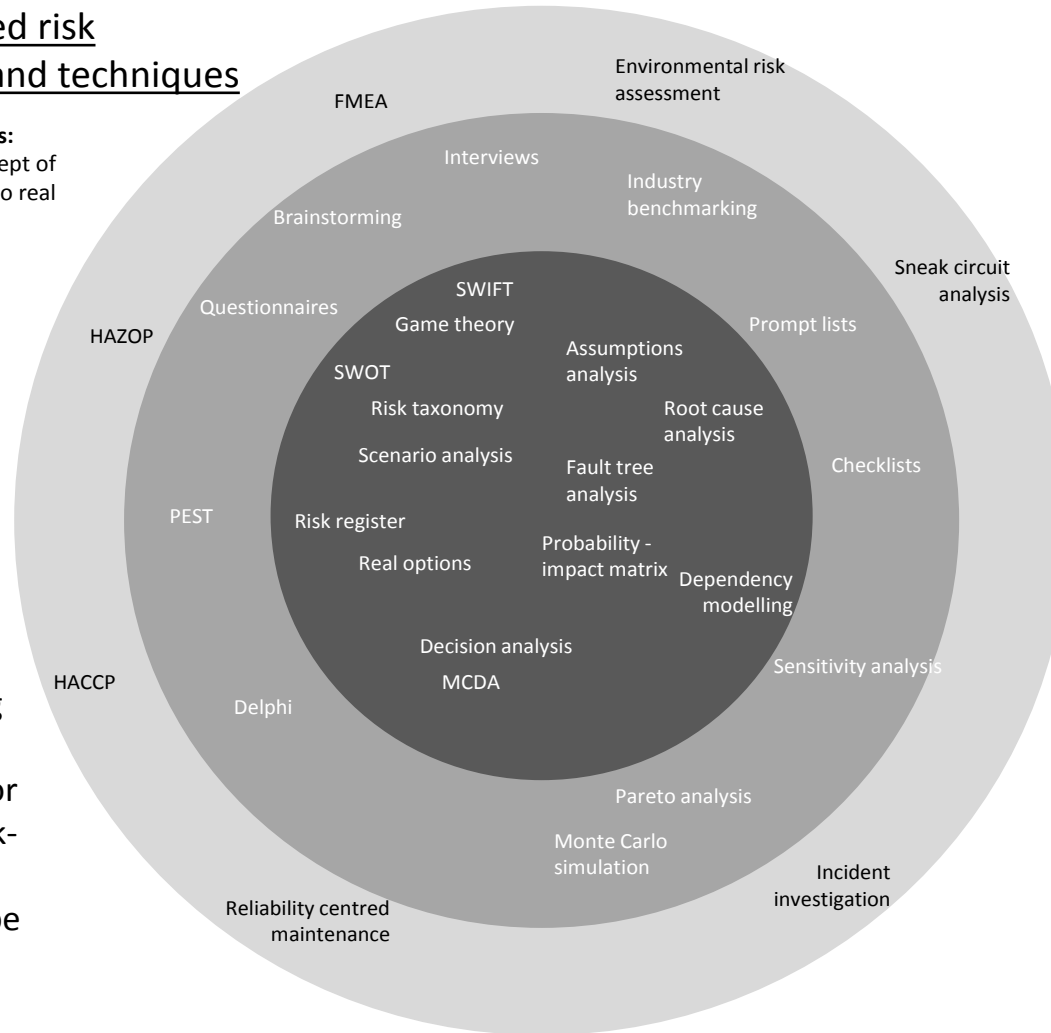 ed risk
and techniques
s:
ept of
o real
FMEA
Environmental risk
assessment
Interviews
Industry
benchmarking
Brainstorming
Sneak circuit
analysis
SWIFT
Questionnaires
Game theory
Prompt lists
HAZOP
Assumptions
analysis
SWOT
Risk taxonomy
Root cause
analysis
Scenario analysis
Fault tree
analysis
Checklists
PEST
Risk register
Probability -
impact matrix
Real options
Dependency
modelling
Decision analysis
Sensitivity analysis
HACCP
MCDA
Delphi
g
or
k-
be
Pareto analysis
Monte Carlo
simulation
Incident
investigation
Reliability centred
maintenance